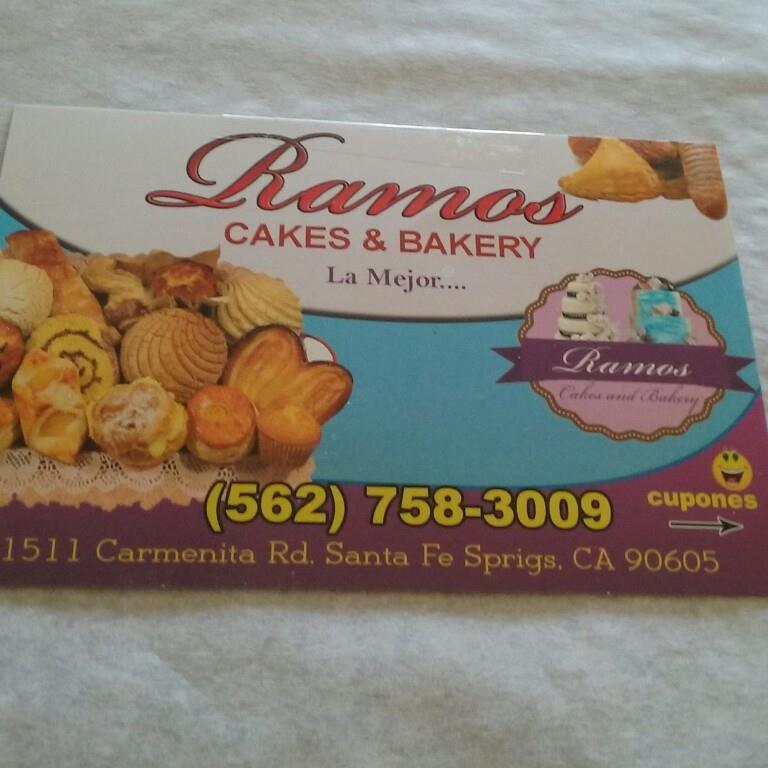 Ramos
CAKES & BAKERY
La Mejor....
Ramos
Cakes and Bakery
(562) 758-3009
cupones
1511 Carmenita Rd. Santa Fe Sprigs, CA 90605